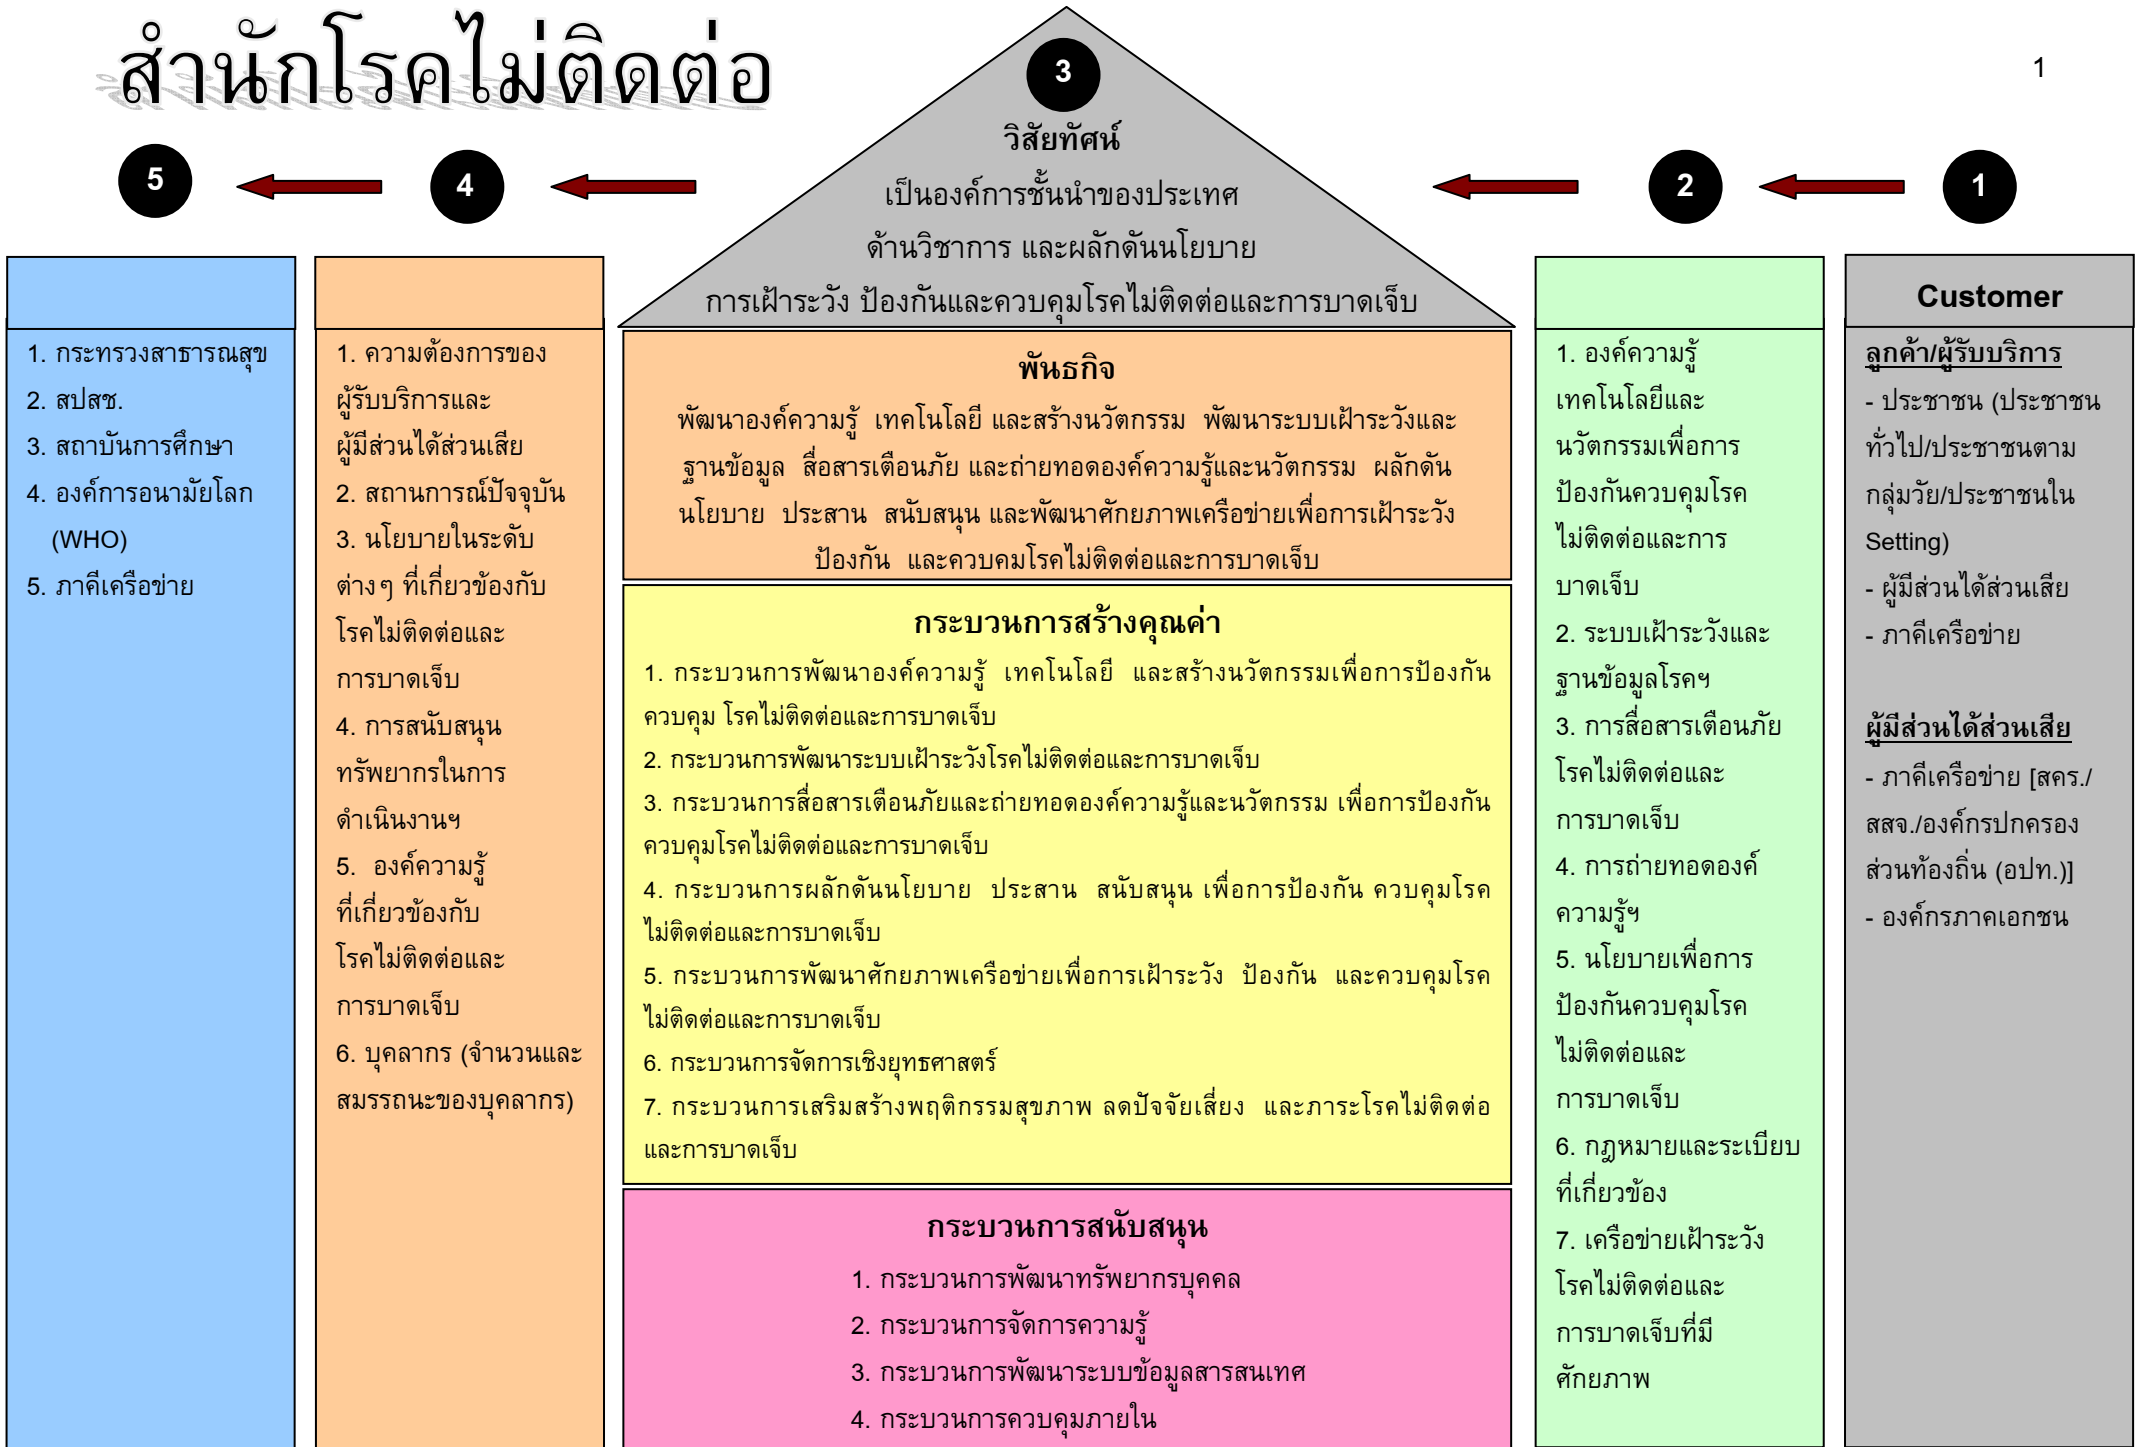 สำนักโรคไม่ติดต่อ
1
3
วิสัยทัศน์
เป็นองค์การชั้นนำของประเทศ
ด้านวิชาการ และผลักดันนโยบาย
การเฝ้าระวัง ป้องกันและควบคุมโรคไม่ติดต่อและการบาดเจ็บ
5
4
2
1
1. กระทรวงสาธารณสุข
2. สปสช.
3. สถาบันการศึกษา
4. องค์การอนามัยโลก
(WHO)
5. ภาคีเครือข่าย
1. ความต้องการของ
ผู้รับบริการและ
ผู้มีส่วนได้ส่วนเสีย
2. สถานการณ์ปัจจุบัน
3. นโยบายในระดับ
ต่างๆ ที่เกี่ยวข้องกับ
โรคไม่ติดต่อและ
การบาดเจ็บ
4. การสนับสนุน
ทรัพยากรในการ
ดำเนินงานฯ
5. องค์ความรู้
ที่เกี่ยวข้องกับ
โรคไม่ติดต่อและ
การบาดเจ็บ
6. บุคลากร (จำนวนและ
สมรรถนะของบุคลากร)
พันธกิจ
พัฒนาองค์ความรู้ เทคโนโลยี และสร้างนวัตกรรม พัฒนาระบบเฝ้าระวังและ
ฐานข้อมูล สื่อสารเตือนภัย และถ่ายทอดองค์ความรู้และนวัตกรรม ผลักดัน
นโยบาย ประสาน สนับสนุน และพัฒนาศักยภาพเครือข่ายเพื่อการเฝ้าระวัง
ป้องกัน และควบคมโรคไม่ติดต่อและการบาดเจ็บ
กระบวนการสร้างคุณค่า
1. กระบวนการพัฒนาองค์ความรู้ เทคโนโลยี และสร้างนวัตกรรมเพื่อการป้องกัน
ควบคุม โรคไม่ติดต่อและการบาดเจ็บ
2. กระบวนการพัฒนาระบบเฝ้าระวังโรคไม่ติดต่อและการบาดเจ็บ
3. กระบวนการสื่อสารเตือนภัยและถ่ายทอดองค์ความรู้และนวัตกรรม เพื่อการป้องกัน
ควบคุมโรคไม่ติดต่อและการบาดเจ็บ
4. กระบวนการผลักดันนโยบาย ประสาน สนับสนุน เพื่อการป้องกัน ควบคุมโรค
ไม่ติดต่อและการบาดเจ็บ
5. กระบวนการพัฒนาศักยภาพเครือข่ายเพื่อการเฝ้าระวัง ป้องกัน และควบคุมโรค
ไม่ติดต่อและการบาดเจ็บ
6. กระบวนการจัดการเชิงยุทธศาสตร์
7. กระบวนการเสริมสร้างพฤติกรรมสุขภาพ ลดปัจจัยเสี่ยง และภาระโรคไม่ติดต่อ
และการบาดเจ็บ
กระบวนการสนับสนุน
1. กระบวนการพัฒนาทรัพยากรบุคคล
2. กระบวนการจัดการความรู้
3. กระบวนการพัฒนาระบบข้อมูลสารสนเทศ
4. กระบวนการควบคุมภายใน
1. องค์ความรู้
เทคโนโลยีและ
นวัตกรรมเพื่อการ
ป้องกันควบคุมโรค
ไม่ติดต่อและการ
บาดเจ็บ
2. ระบบเฝ้าระวังและ
ฐานข้อมูลโรคฯ
3. การสื่อสารเตือนภัย
โรคไม่ติดต่อและ
การบาดเจ็บ
4. การถ่ายทอดองค์
ความรู้ฯ
5. นโยบายเพื่อการ
ป้องกันควบคุมโรค
ไม่ติดต่อและ
การบาดเจ็บ
6. กฎหมายและระเบียบ
ที่เกี่ยวข้อง
7. เครือข่ายเฝ้าระวัง
โรคไม่ติดต่อและ
การบาดเจ็บที่มี
ศักยภาพ
Customer
ลูกค้า/ผู้รับบริการ
- ประชาชน (ประชาชน
ทั่วไป/ประชาชนตาม
กลุ่มวัย/ประชาชนใน
Setting)
- ผู้มีส่วนได้ส่วนเสีย
- ภาคีเครือข่าย
ผู้มีส่วนได้ส่วนเสีย
- ภาคีเครือข่าย [สคร./
สสจ./องค์กรปกครอง
ส่วนท้องถิ่น (อปท.)]
- องค์กรภาคเอกชน